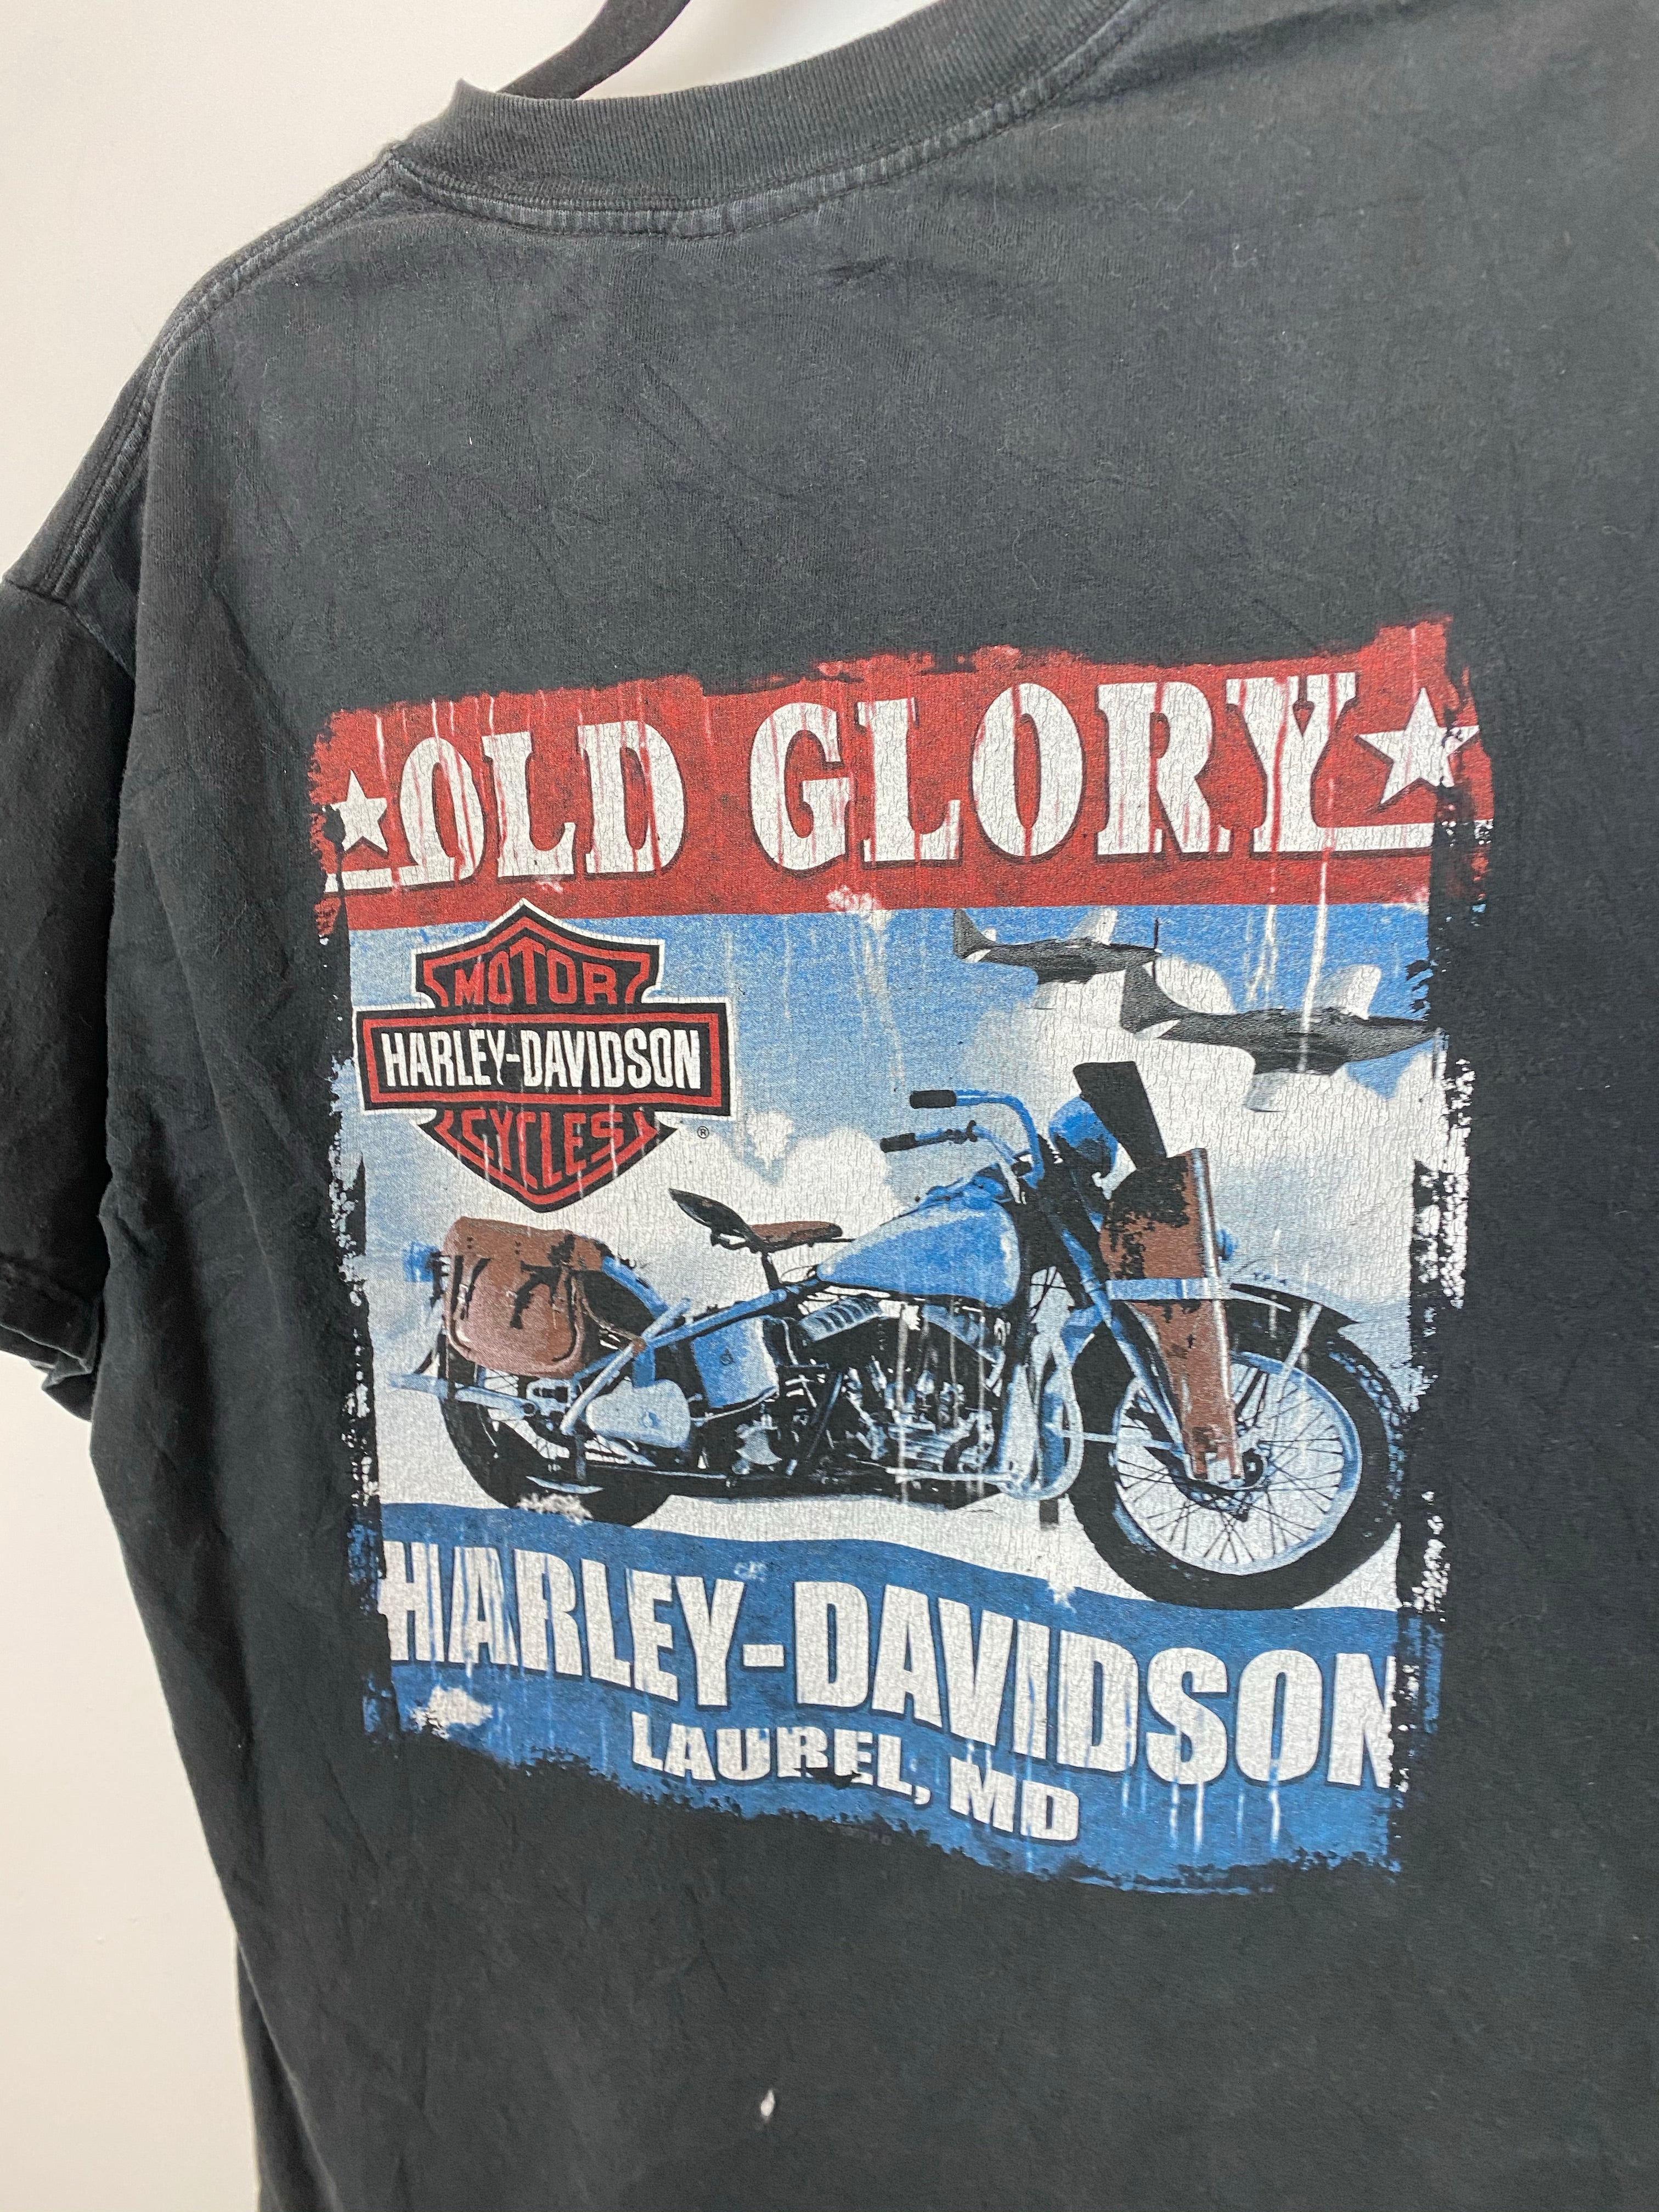 OLD GLORY
MOTOR
HARLEY-DAVIDSON
CYCLES
®
HARLEY-DAVIDSON
LAUREL, MD